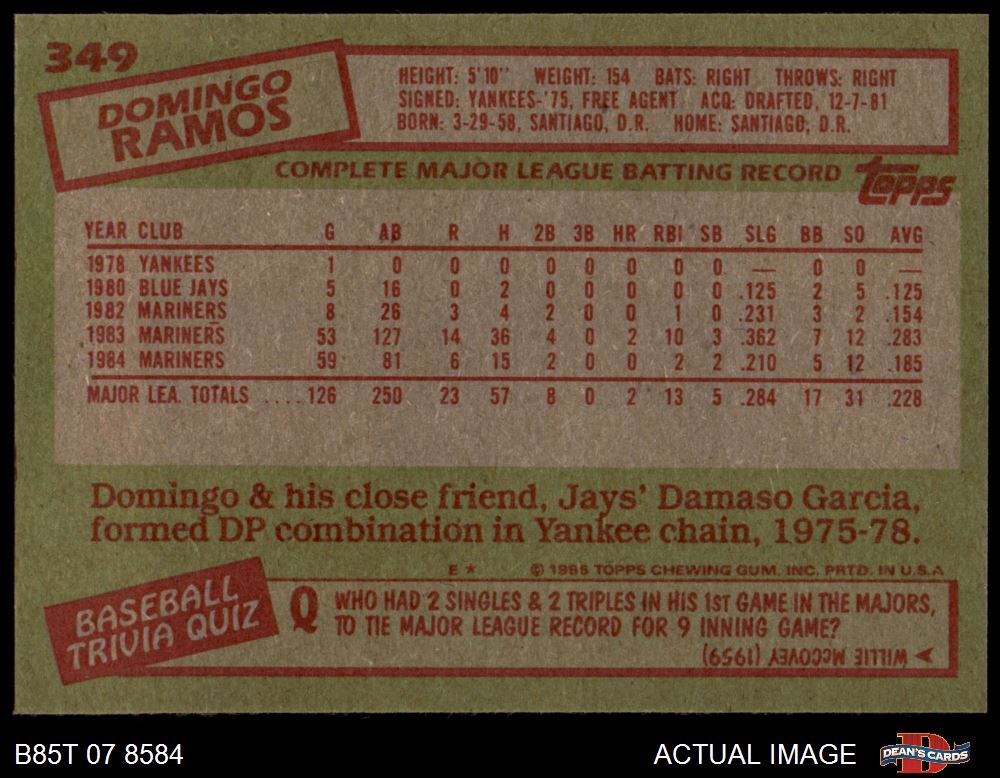 349
DOMINGO
RAMOS
HEIGHT: 5'10" WEIGHT: 154 BATS: RIGHT THROWS: RIGHT
SIGNED: YANKEES-'75, FREE AGENT ACQ: DRAFTED, 12-7-81
BORN: 3-29-58, SANTIAGO, D.R. HOME: SANTIAGO, D.R.
COMPLETE MAJOR LEAGUE BATTING RECORD
TOPPS
YEAR CLUB G AB R H 2B 3B HR RBI SB SLG BB SO AVG
1978 YANKEES 1 0 0 0 0 0 0 0 0 — 0 0 —
1980 BLUE JAYS 5 16 0 2 0 0 0 0 0 .125 2 5 .125
1982 MARINERS 8 26 3 4 2 0 0 1 0 .231 3 2 .154
1983 MARINERS 53 127 14 36 4 0 2 10 3 .362 7 12 .283
1984 MARINERS 59 81 6 15 2 0 0 2 2 .210 5 12 .185
MAJOR LEA. TOTALS ....126 250 23 57 8 0 2 13 5 .284 17 31 .228
Domingo & his close friend, Jays' Damaso Garcia,
formed DP combination in Yankee chain, 1975-78.
E * © 1985 TOPPS CHEWING GUM, INC. PRTD. IN U.S.A
BASEBALL
TRIVIA QUIZ
Q WHO HAD 2 SINGLES & 2 TRIPLES IN HIS 1ST GAME IN THE MAJORS,
TO TIE MAJOR LEAGUE RECORD FOR 9 INNING GAME?
WILLIE McCOVEY (1959)
B85T 07 8584
ACTUAL IMAGE
D
DEAN'S CARDS